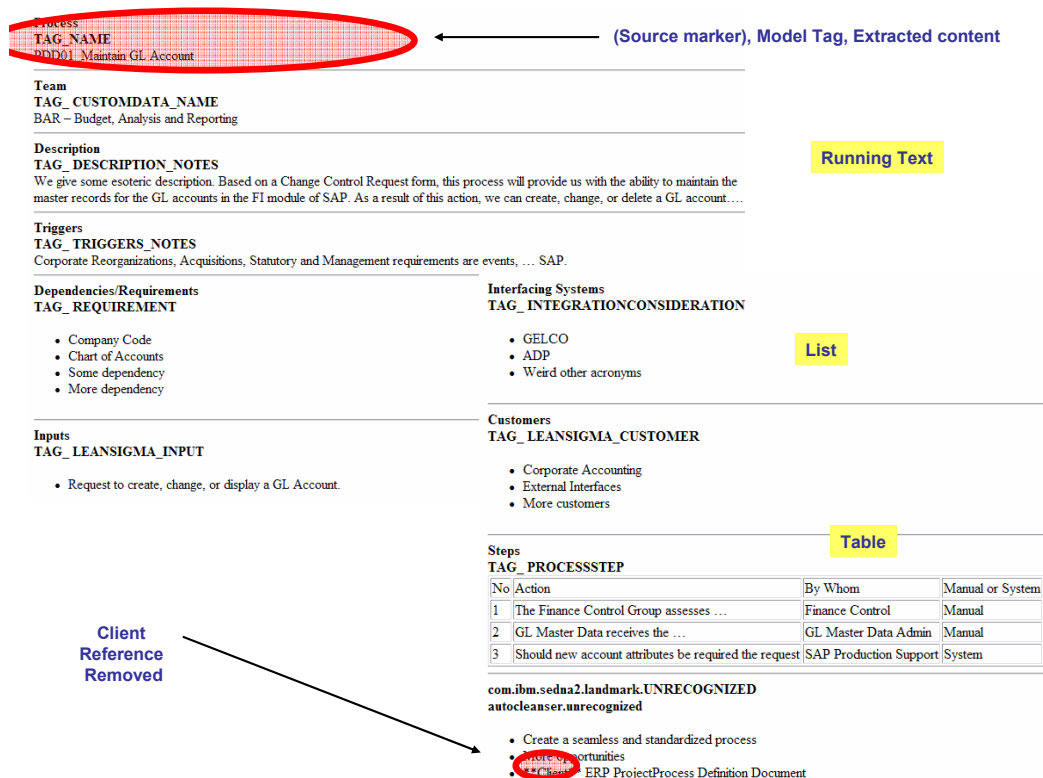 Process
TAG_NAME
PDD01 Maintain GL Account
(Source marker), Model Tag, Extracted content
Team
TAG_ CUSTOMDATA_NAME
BAR – Budget, Analysis and Reporting
Description
TAG_ DESCRIPTION_NOTES
We give some esoteric description. Based on a Change Control Request form, this process will provide us with the ability to maintain the
master records for the GL accounts in the FI module of SAP. As a result of this action, we can create, change, or delete a GL account….
Running Text
Triggers
TAG_ TRIGGERS_NOTES
Corporate Reorganizations, Acquisitions, Statutory and Management requirements are events, … SAP.
Dependencies/Requirements
TAG_ REQUIREMENT
• Company Code
• Chart of Accounts
• Some dependency
• More dependency
Inputs
TAG_ LEANSIGMA_INPUT
• Request to create, change, or display a GL Account.
Interfacing Systems
TAG_ INTEGRATIONCONSIDERATION
• GELCO
• ADP
• Weird other acronyms
List
Customers
TAG_ LEANSIGMA_CUSTOMER
• Corporate Accounting
• External Interfaces
• More customers
Table
Steps
TAG_ PROCESSSTEP
No Action By Whom Manual or System
1 The Finance Control Group assesses … Finance Control Manual
2 GL Master Data receives the … GL Master Data Admin Manual
3 Should new account attributes be required the request SAP Production Support System
Client
Reference
Removed
com.ibm.sedna2.landmark.UNRECOGNIZED
autocleanser.unrecognized
• Create a seamless and standardized process
• More opportunities
• **Client** ERP ProjectProcess Definition Document